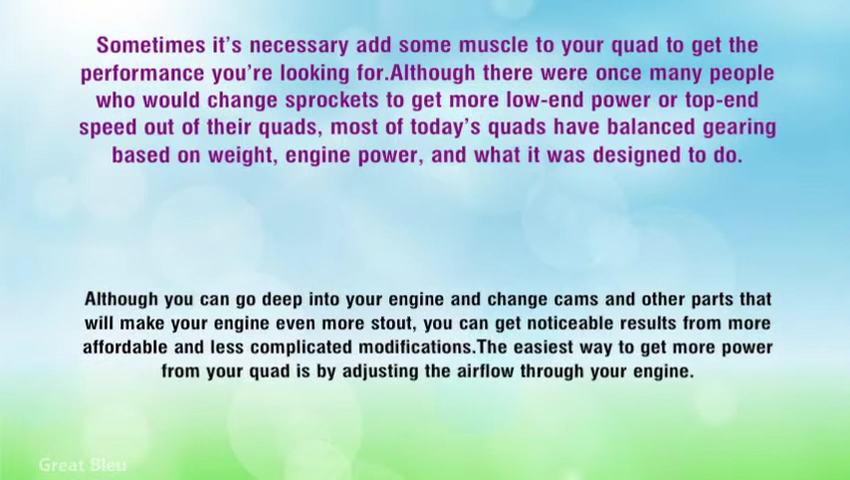 Sometimes it's necessary add some muscle to your quad to get the
performance you're looking for.Although there were once many people
who would change sprockets to get more low-end power or top-end
speed out of their quads, most of today's quads have balanced gearing
based on weight, engine power, and what it was designed to do.
Although you can go deep into your engine and change cams and other parts that
will make your engine even more stout, you can get noticeable results from more
affordable and less complicated modifications.The easiest way to get more power
from your quad is by adjusting the airflow through your engine.
Great Bleu